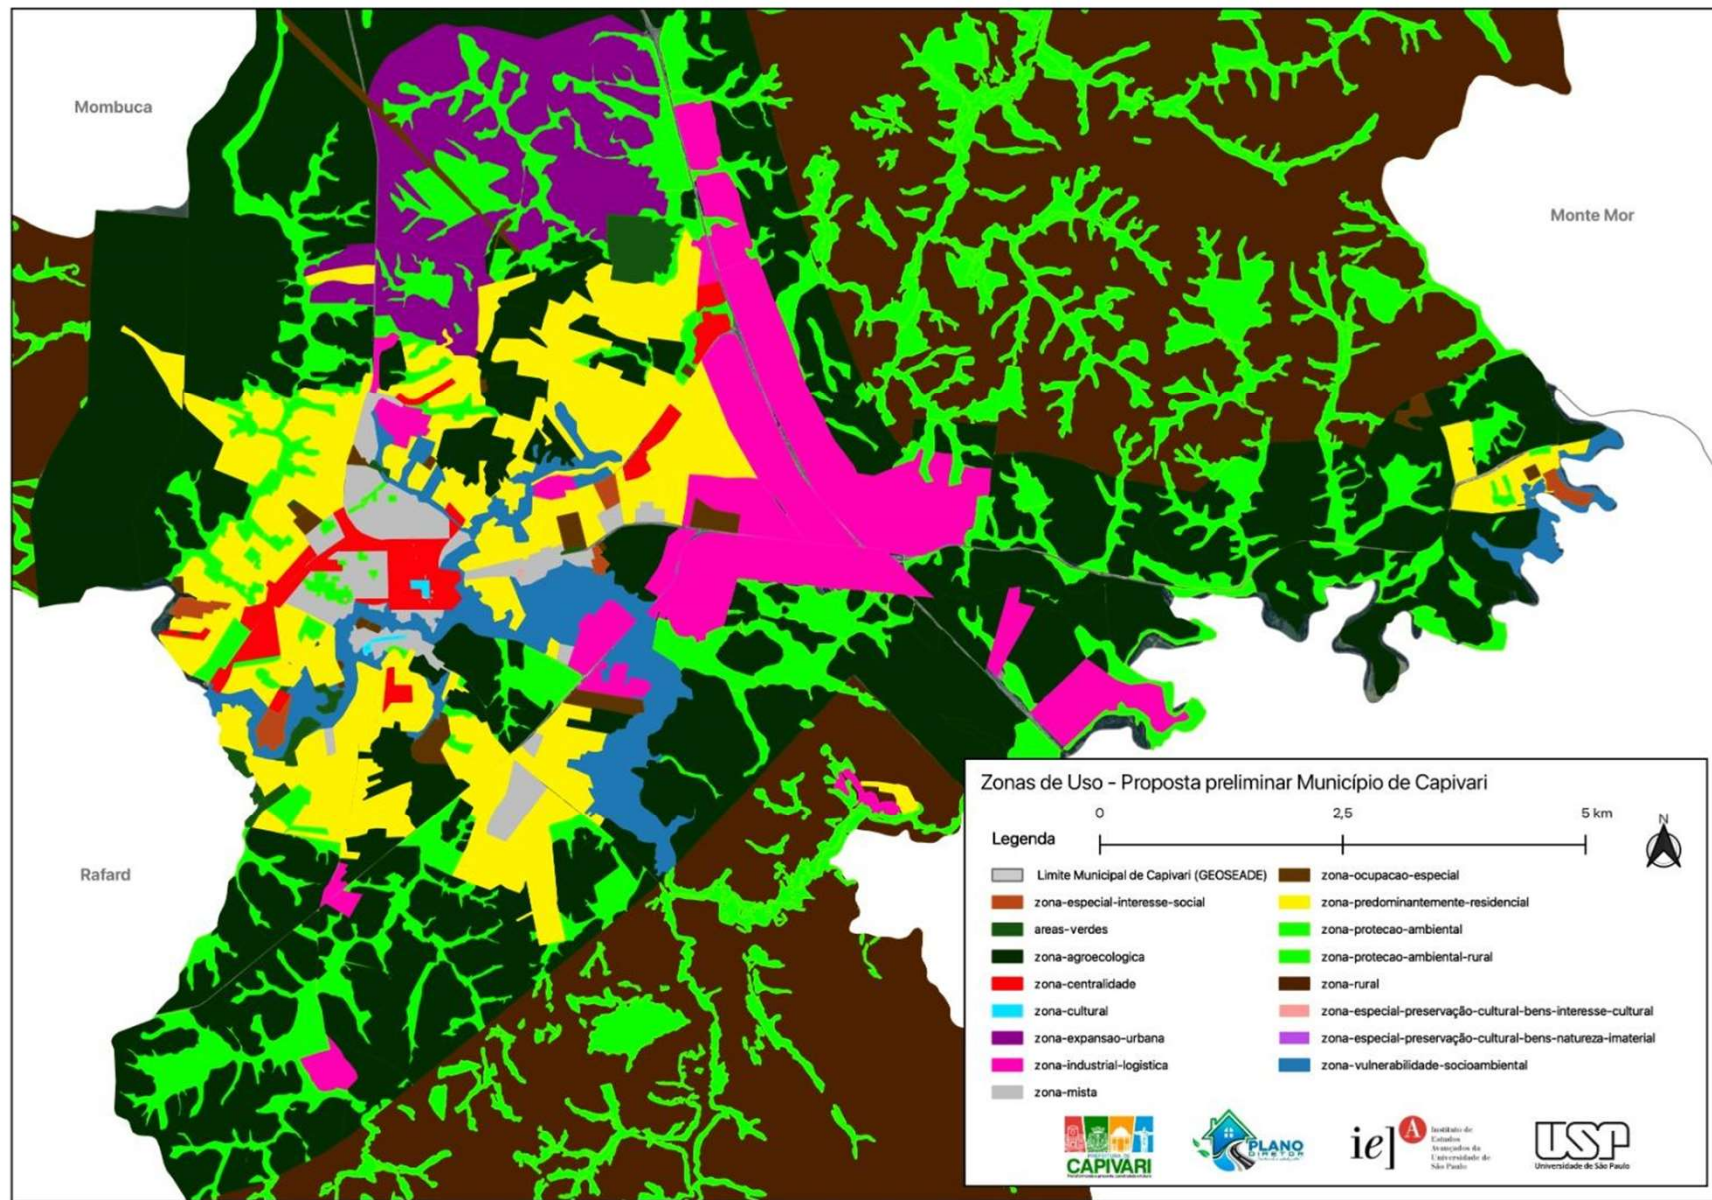 Mombuca
Monte Mor
Rafard
Zonas de Uso - Proposta preliminar Município de Capivari
0 2,5 5 km
N
Legenda
Limite Municipal de Capivari (GEOSEADE)
zona-especial-interesse-social
areas-verdes
zona-agroecologica
zona-centralidade
zona-cultural
zona-expansao-urbana
zona-industrial-logistica
zona-mista
zona-ocupacao-especial
zona-predominantemente-residencial
zona-protecao-ambiental
zona-protecao-ambiental-rural
zona-rural
zona-especial-preservação-cultural-bens-interesse-cultural
zona-especial-preservação-cultural-bens-natureza-imaterial
zona-vulnerabilidade-socioambiental
PREFEITURA DE
CAPIVARI
PLANO
DIRETOR
iea
Instituto de
Estudos
Avançados da
Universidade de
São Paulo
USP
Universidade de São Paulo